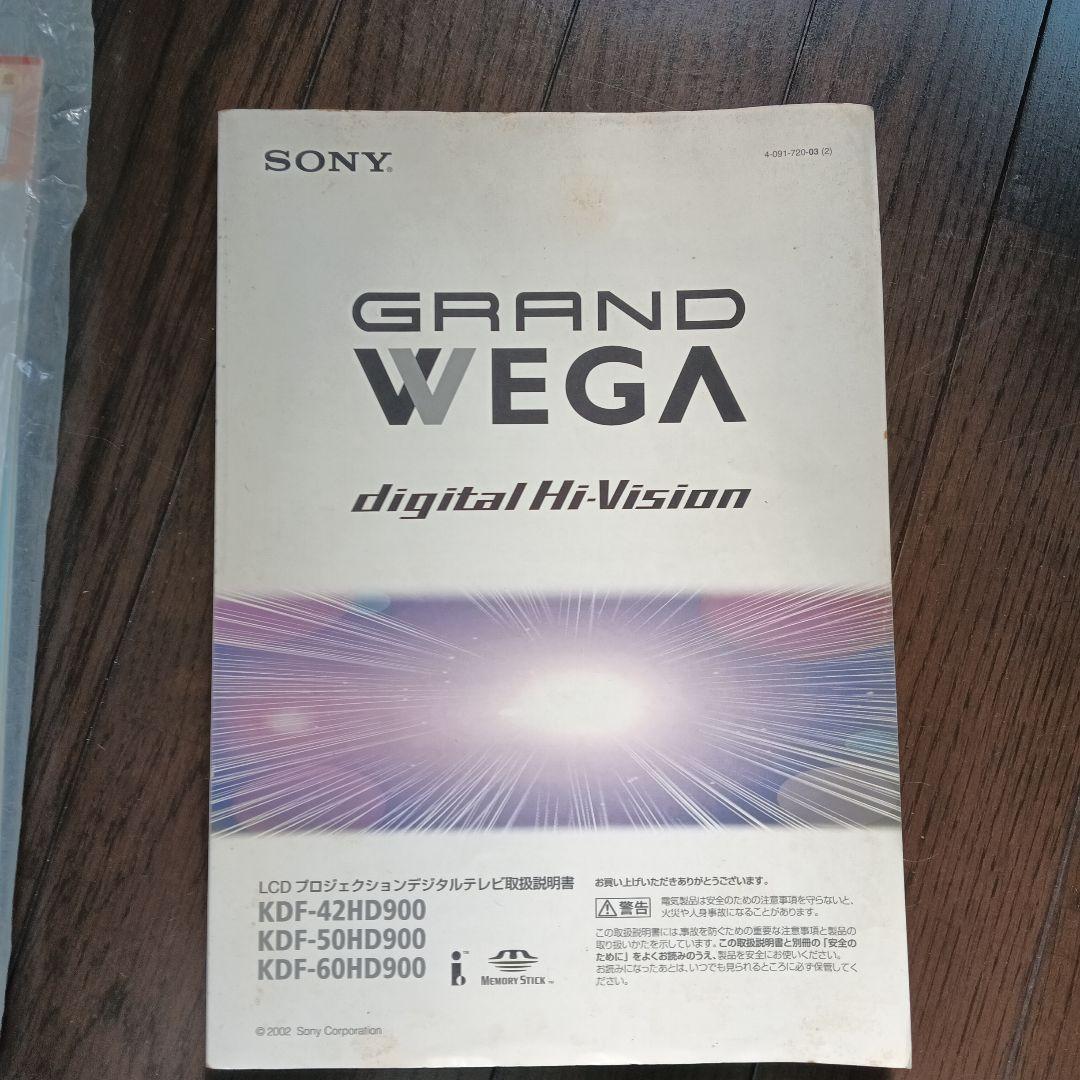 SONY®
4-091-720-03 (2)
GRAND
WEGA
digital Hi-Vision
LCD プロジェクションデジタルテレビ取扱説明書
KDF-42HD900
KDF-50HD900
KDF-60HD900
i TM
MEMORY STICK TM
お買い上げいただきありがとうございます。
警告
電気製品は安全のための注意事項を守らないと、
火災や人身事故になることがあります。
この取扱説明書には、事故を防ぐための重要な注意事項と製品の
取り扱いかたを示しています。この取扱説明書と別冊の「安全の
ために」をよくお読みのうえ、製品を安全にお使いください。
お読みになったあとは、いつでも見られるところに必ず保管してく
ださい。
© 2002 Sony Corporation